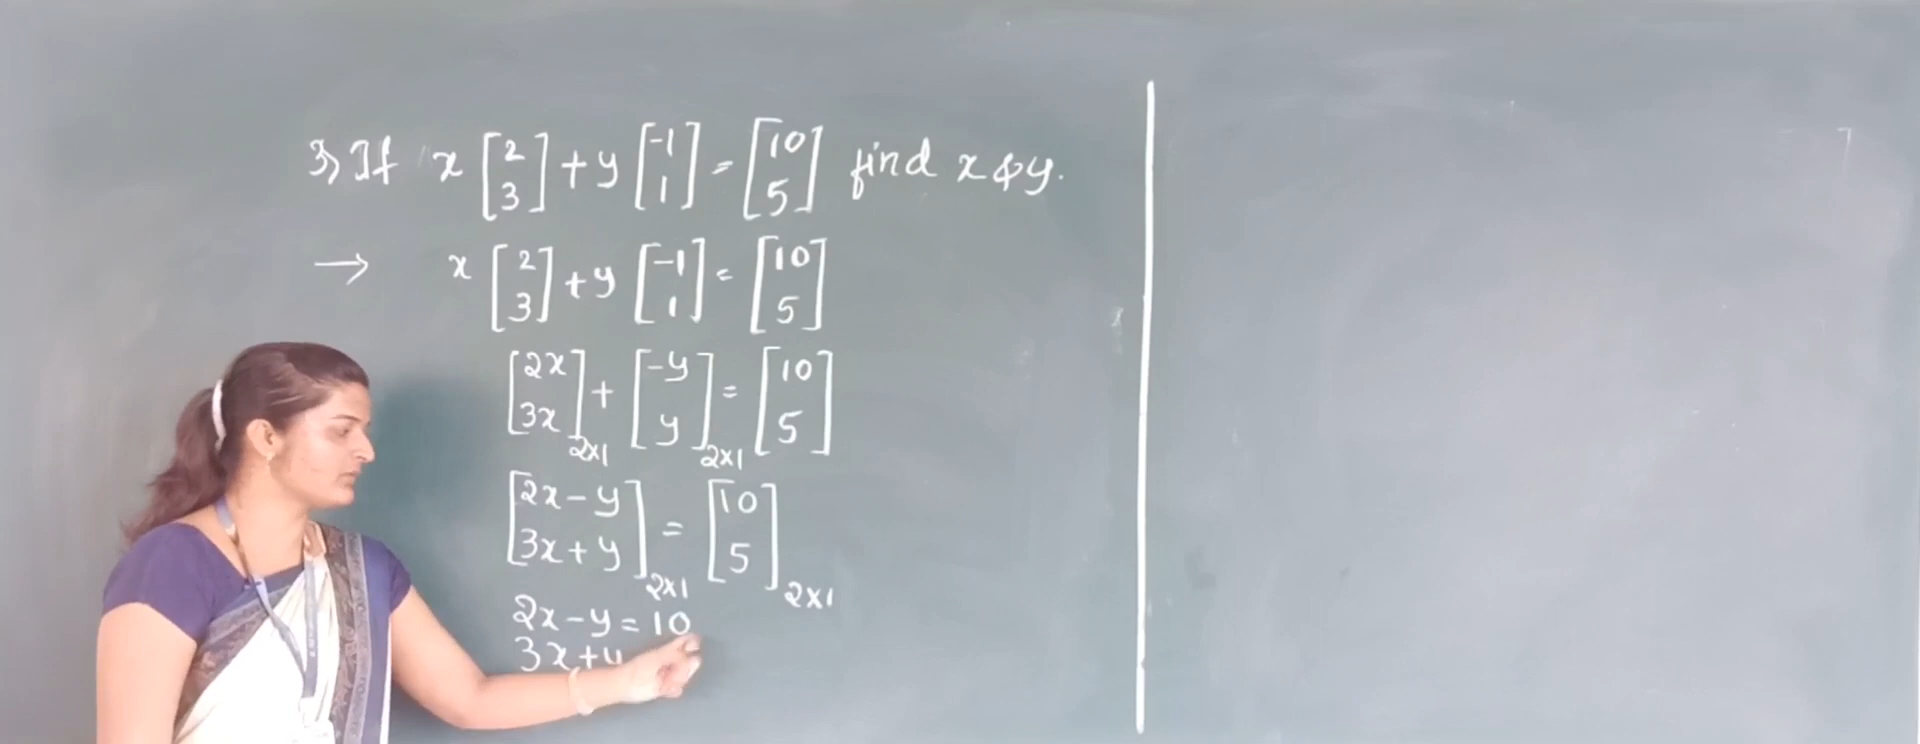 3) If x [2 3] + y [-1 1] = [10 5] find x & y.
→ x [2 3] + y [-1 1] = [10 5]
[2x 3x]2x1 + [-y y]2x1 = [10 5]
[2x-y 3x+y]2x1 = [10 5]2x1
2x-y=10
3x+y